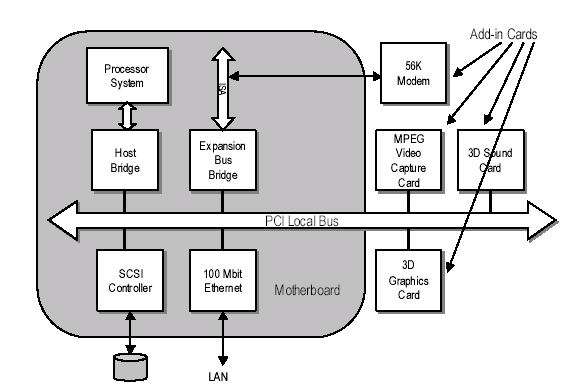 Add-in Cards
Processor
System
ISA
56K
Modem
Host
Bridge
Expansion
Bus
Bridge
MPEG
Video
Capture
Card
3D Sound
Card
PCI Local Bus
SCSI
Controller
100 Mbit
Ethernet
Motherboard
3D
Graphics
Card
LAN